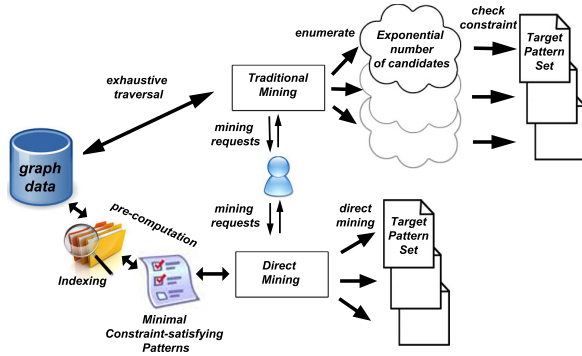 enumerate
check
constraint
Exponential
number
of candidates
Target
Pattern
Set
exhaustive
traversal
Traditional
Mining
mining
requests
graph
data
pre-computation
mining
requests
direct
mining
Target
Pattern
Set
Indexing
Direct
Mining
Minimal
Constraint-satisfying
Patterns